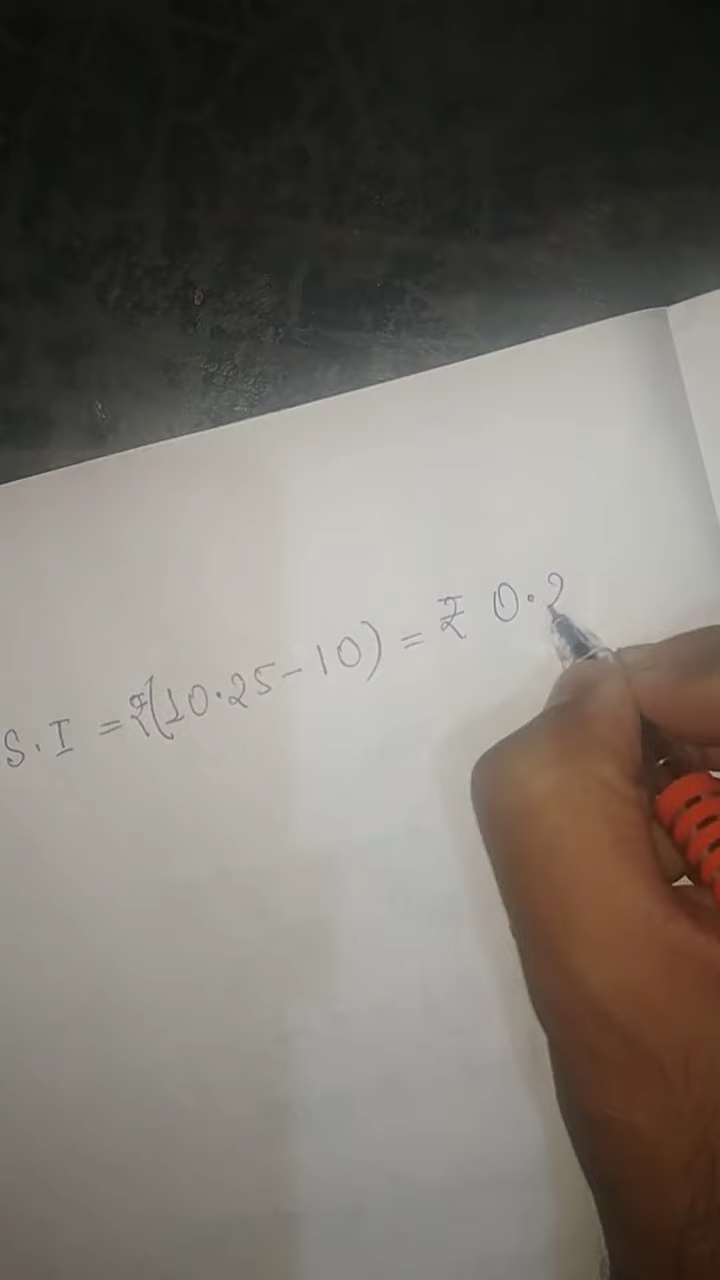 S.I = ₹(10.25-10) = ₹ 0.2